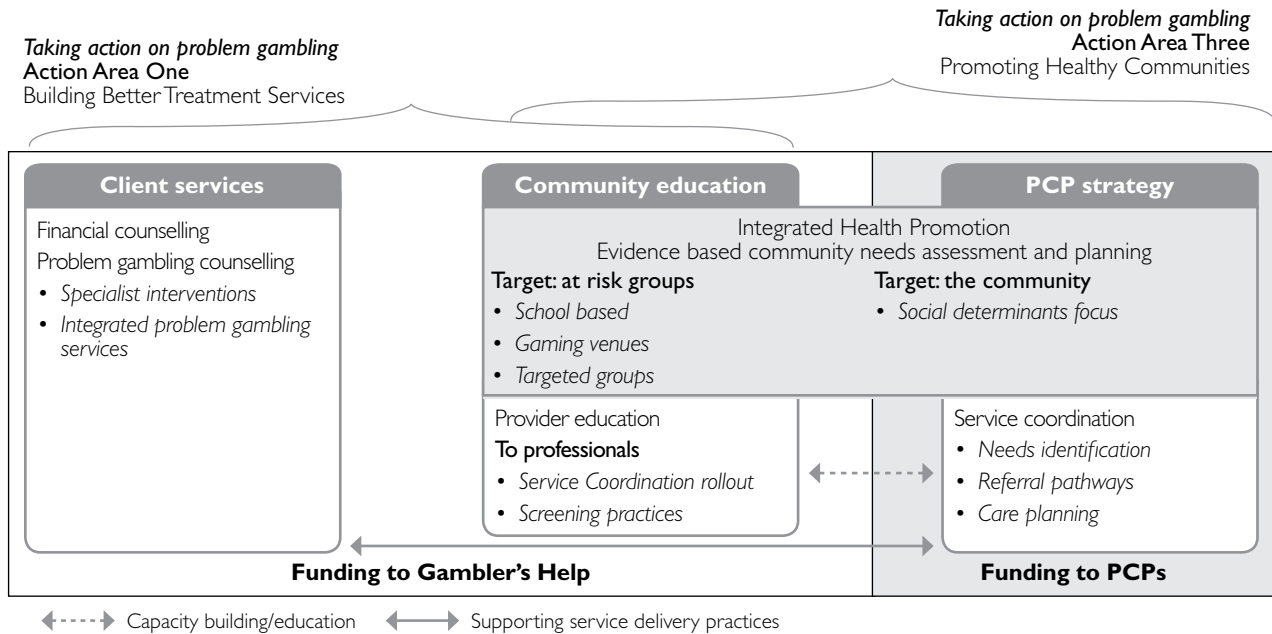 Taking action on problem gambling
Action Area One
Building Better Treatment Services
Taking action on problem gambling
Action Area Three
Promoting Healthy Communities
Client services
Financial counselling
Problem gambling counselling
• Specialist interventions
• Integrated problem gambling
services
Community education
PCP strategy
Integrated Health Promotion
Evidence based community needs assessment and planning
Target: at risk groups
• School based
• Gaming venues
• Targeted groups
Target: the community
• Social determinants focus
Provider education
To professionals
• Service Coordination rollout
• Screening practices
Service coordination
• Needs identification
• Referral pathways
• Care planning
Funding to Gambler's Help
Funding to PCPs
Capacity building/education
Supporting service delivery practices